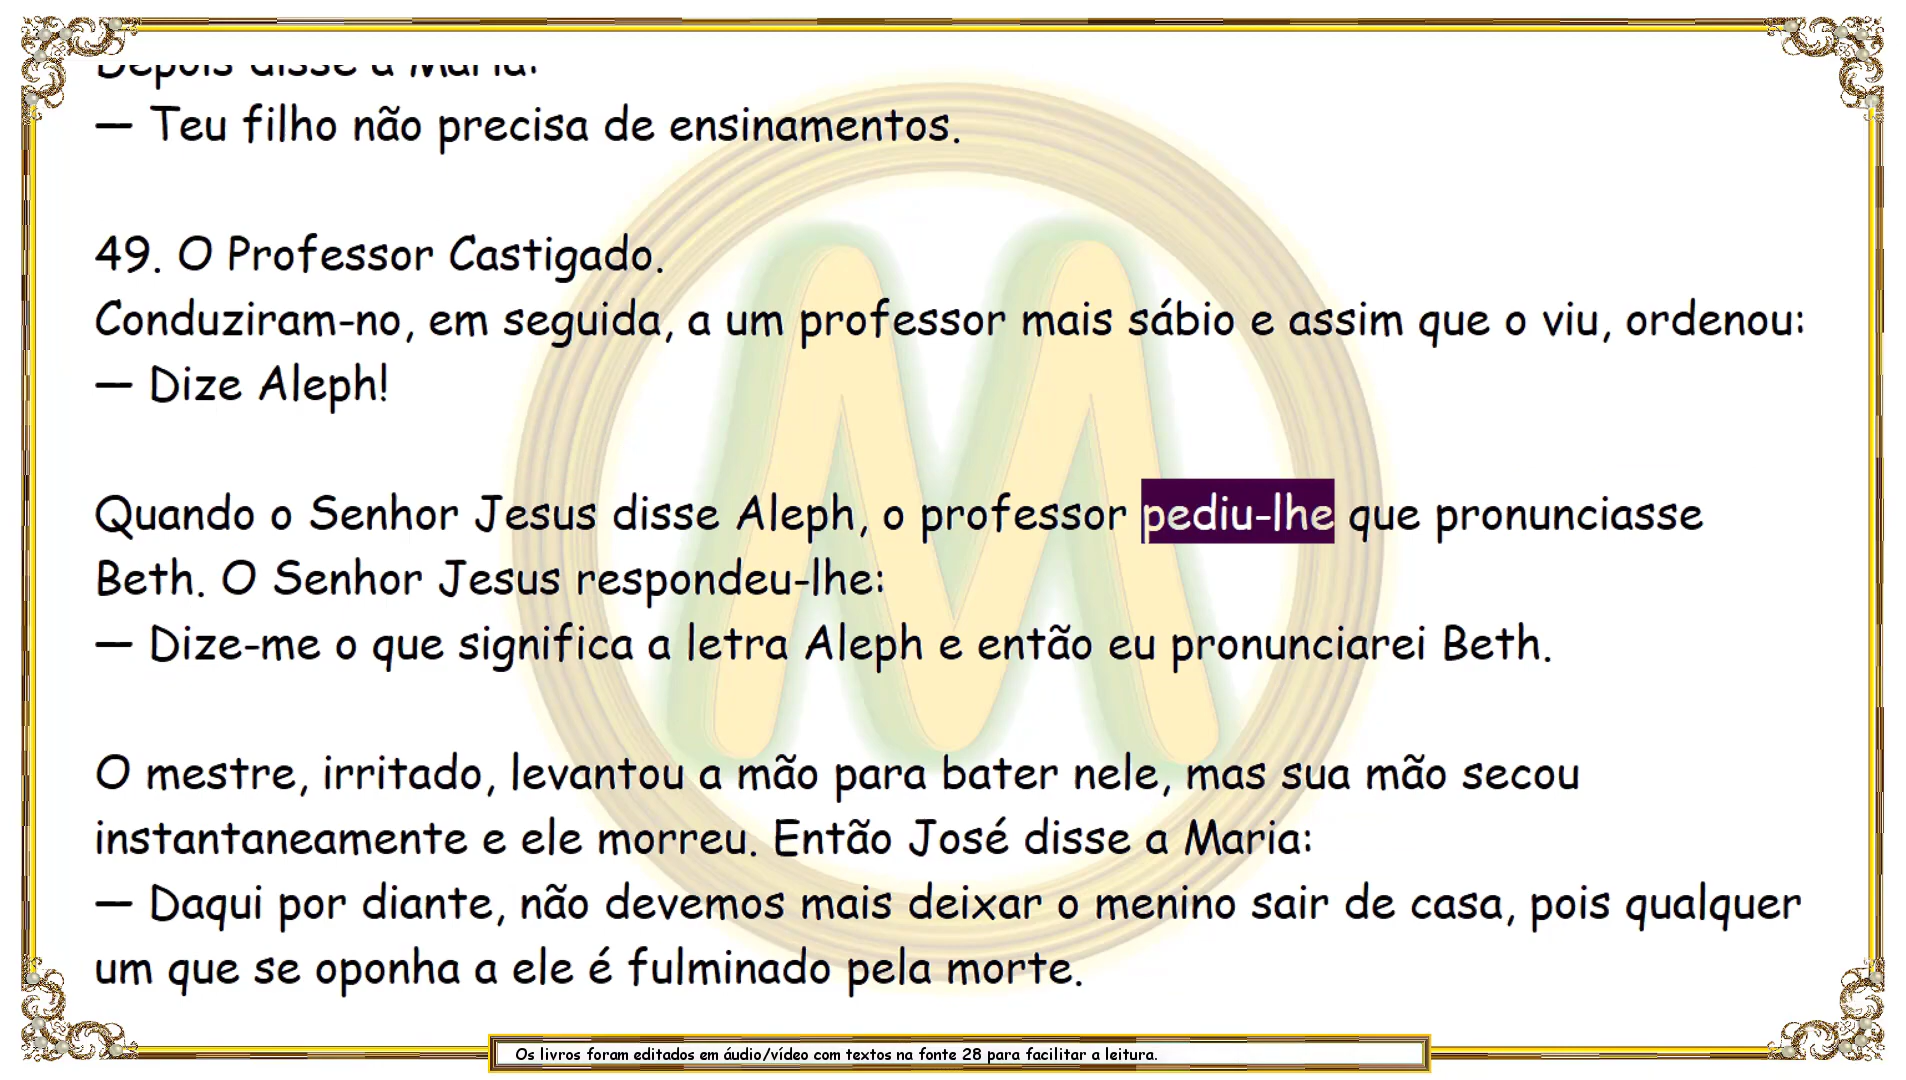 Depois disse a Maria:
— Teu filho não precisa de ensinamentos.
49. O Professor Castigado.
Conduziram-no, em seguida, a um professor mais sábio e assim que o viu, ordenou:
— Dize Aleph!
Quando o Senhor Jesus disse Aleph, o professor pediu-lhe que pronunciasse
Beth. O Senhor Jesus respondeu-lhe:
— Dize-me o que significa a letra Aleph e então eu pronunciarei Beth.
O mestre, irritado, levantou a mão para bater nele, mas sua mão secou
instantaneamente e ele morreu. Então José disse a Maria:
— Daqui por diante, não devemos mais deixar o menino sair de casa, pois qualquer
um que se oponha a ele é fulminado pela morte.
Os livros foram editados em áudio/vídeo com textos na fonte 28 para facilitar a leitura.
M